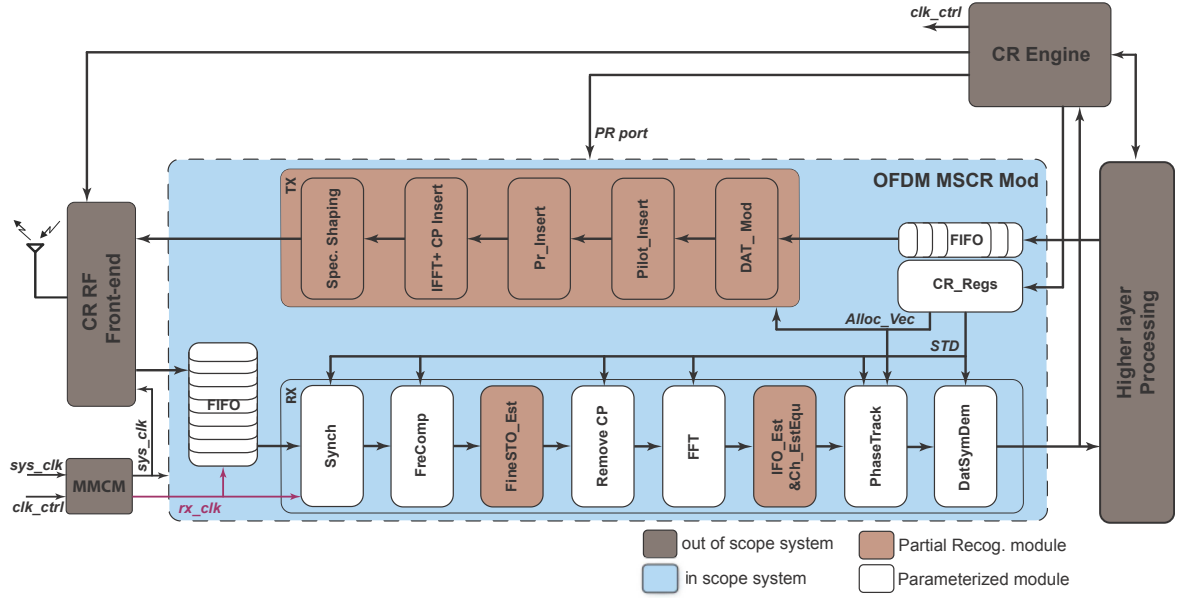 clk_ctrl
CR Engine
PR port
OFDM MSCR Mod
TX
Spec. Shaping
IFFT+ CP Insert
Pr_Insert
Pilot_Insert
DAT_ Mod
FIFO
CR_Regs
CR RF
Front-end
Higher layer
Processing
Alloc_Vec
STD
FIFO
RX
Synch
FreComp
FineSTO_Est
Remove CP
FFT
IFO_Est
&Ch_EstEqu
PhaseTrack
DatSymDem
sys_clk
sys_clk
MMCM
clk_ctrl
rx_clk
out of scope system
Partial Recog. module
in scope system
Parameterized module